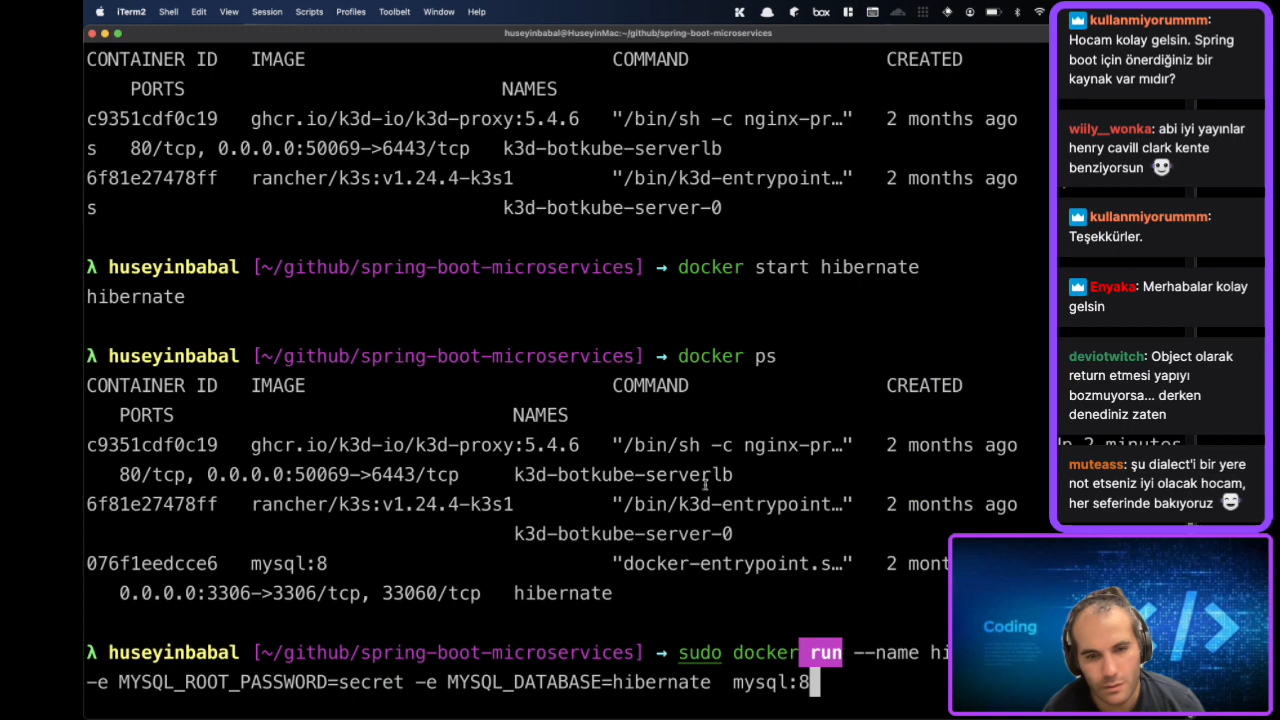 iTerm2 Shell Edit View Session Scripts Profiles Toolbelt Window Help
box
huseyinbabal@HuseyinMac:~/github/spring-boot-microservices
CONTAINER ID IMAGE COMMAND CREATED
PORTS NAMES
c9351cdf0c19 ghcr.io/k3d-io/k3d-proxy:5.4.6 "/bin/sh -c nginx-pr…" 2 months ago
s 80/tcp, 0.0.0.0:50069->6443/tcp k3d-botkube-serverlb
6f81e27478ff rancher/k3s:v1.24.4-k3s1 "/bin/k3d-entrypoint…" 2 months ago
s k3d-botkube-server-0
λ huseyinbabal [~/github/spring-boot-microservices] → docker start hibernate
hibernate
λ huseyinbabal [~/github/spring-boot-microservices] → docker ps
CONTAINER ID IMAGE COMMAND CREATED
PORTS NAMES
c9351cdf0c19 ghcr.io/k3d-io/k3d-proxy:5.4.6 "/bin/sh -c nginx-pr…" 2 months ago
80/tcp, 0.0.0.0:50069->6443/tcp k3d-botkube-serverlb
6f81e27478ff rancher/k3s:v1.24.4-k3s1 "/bin/k3d-entrypoint…" 2 months ago
k3d-botkube-server-0
076f1eedcce6 mysql:8 "docker-entrypoint.s…" 2 mont
0.0.0.0:3306->3306/tcp, 33060/tcp hibernate
λ huseyinbabal [~/github/spring-boot-microservices] → sudo docker run --name hi
-e MYSQL_ROOT_PASSWORD=secret -e MYSQL_DATABASE=hibernate mysql:8
kullanmiyorummm:
Hocam kolay gelsin. Spring
boot için önerdiğiniz bir
kaynak var mıdır?
wiily__wonka: abi iyi yayınlar
henry cavill clark kente
benziyorsun
kullanmiyorummm:
Teşekkürler.
Enyaka: Merhabalar kolay
gelsin
deviotwitch: Object olarak
return etmesi yapıyı
bozmuyorsa... derken
denediniz zaten
2 minutes
muteass: şu dialect'i bir yere
not etseniz iyi olacak hocam,
her seferinde bakıyoruz
Coding